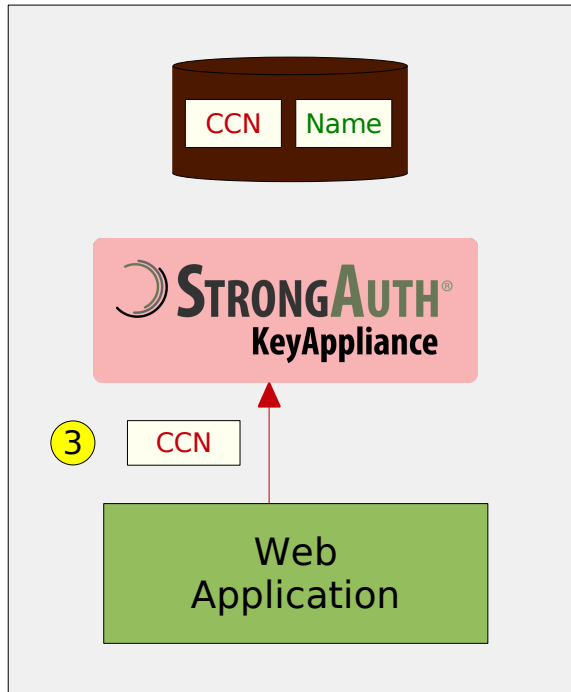 CCN Name
STRONGAUTH®
KeyAppliance
3 CCN
Web
Application